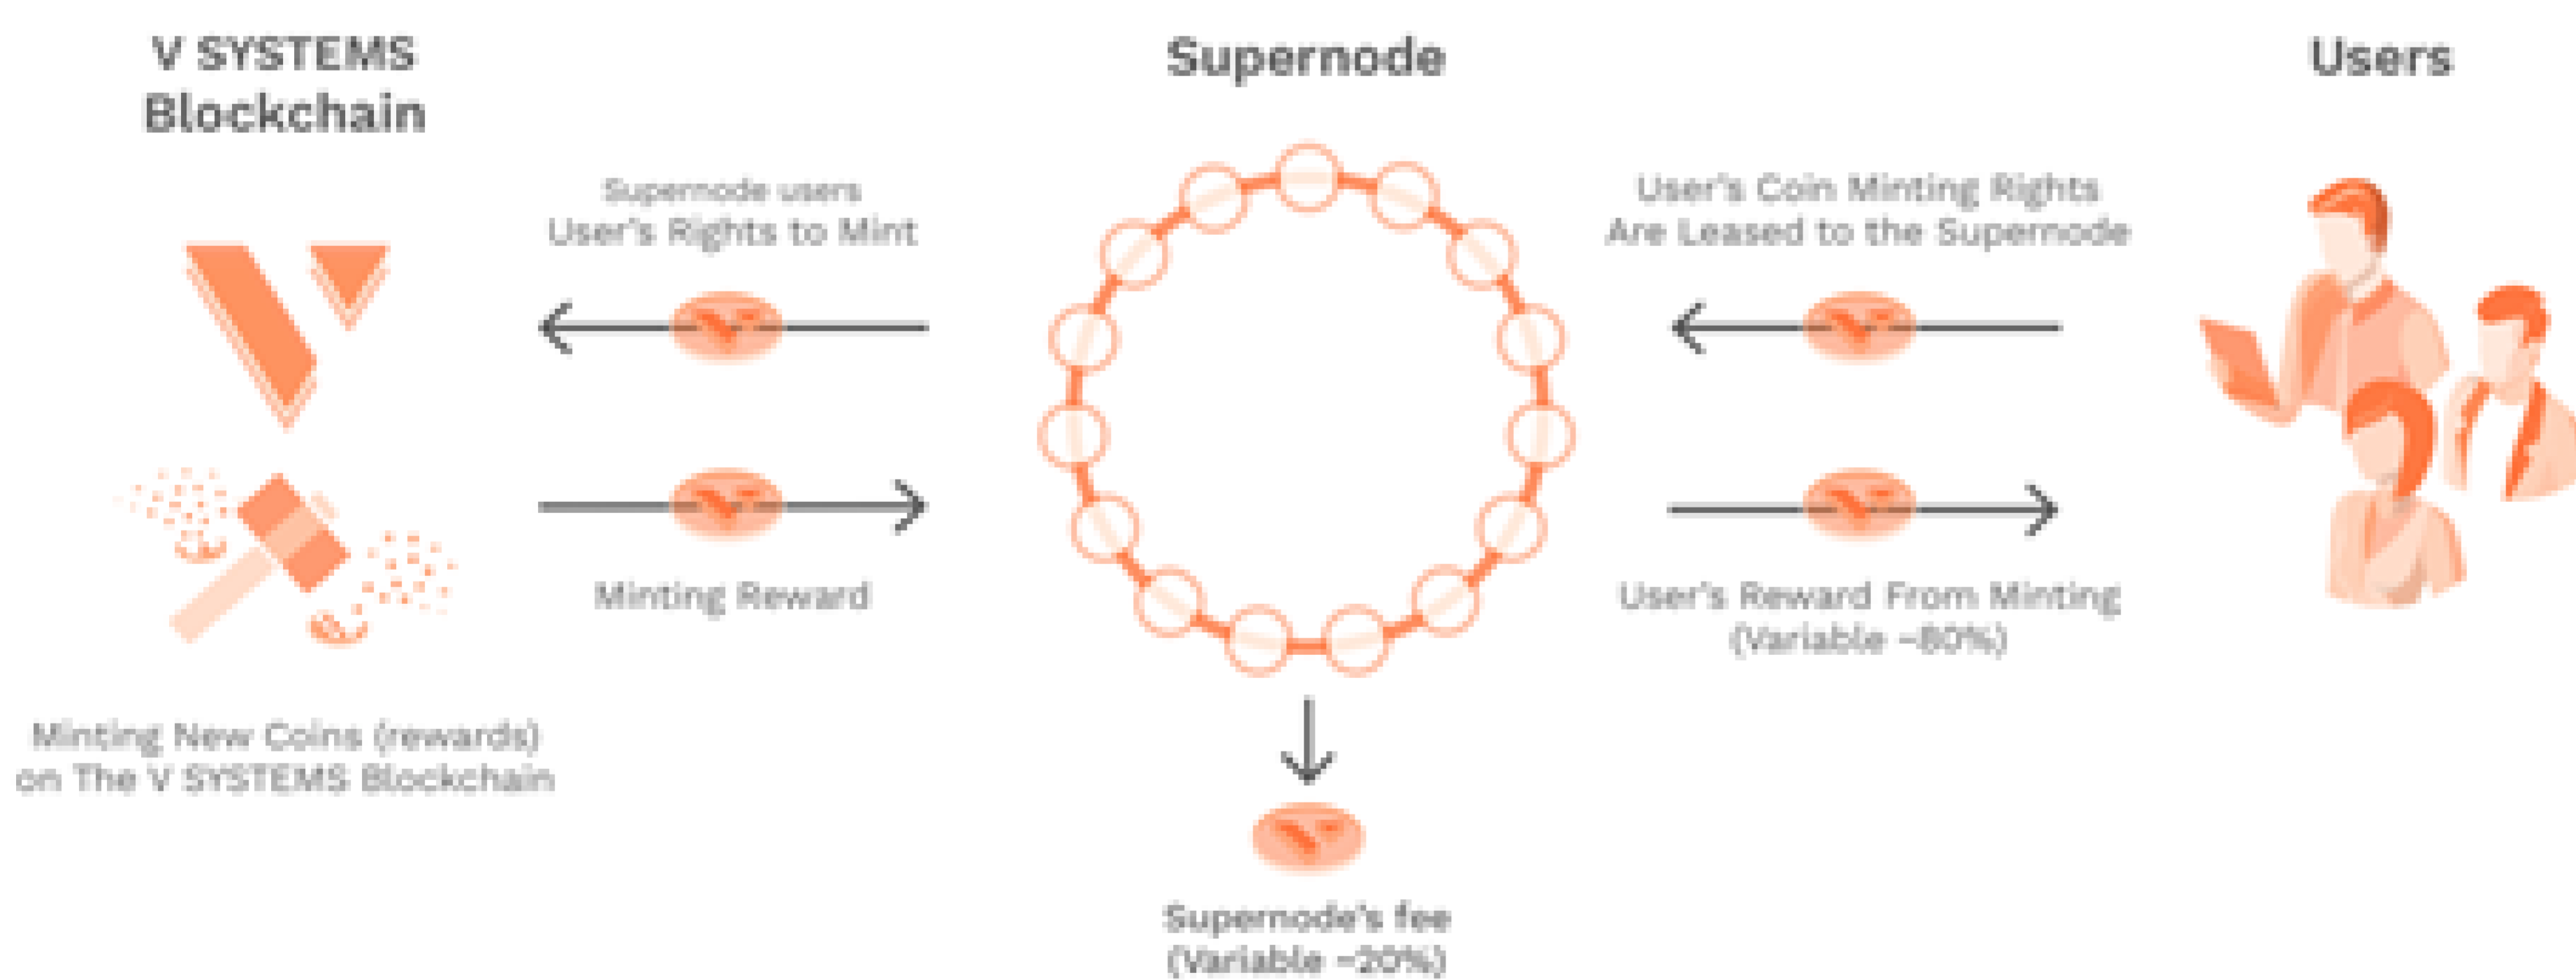 V SYSTEMS
Blockchain
Supernode
Users
Supernode users
User's Rights to Mint
User's Coin Minting Rights
Are Leased to the Supernode
Minting Reward
User's Reward From Minting
(Variable ~80%)
Minting New Coins (rewards)
on The V SYSTEMS Blockchain
Supernode's fee
(Variable ~20%)